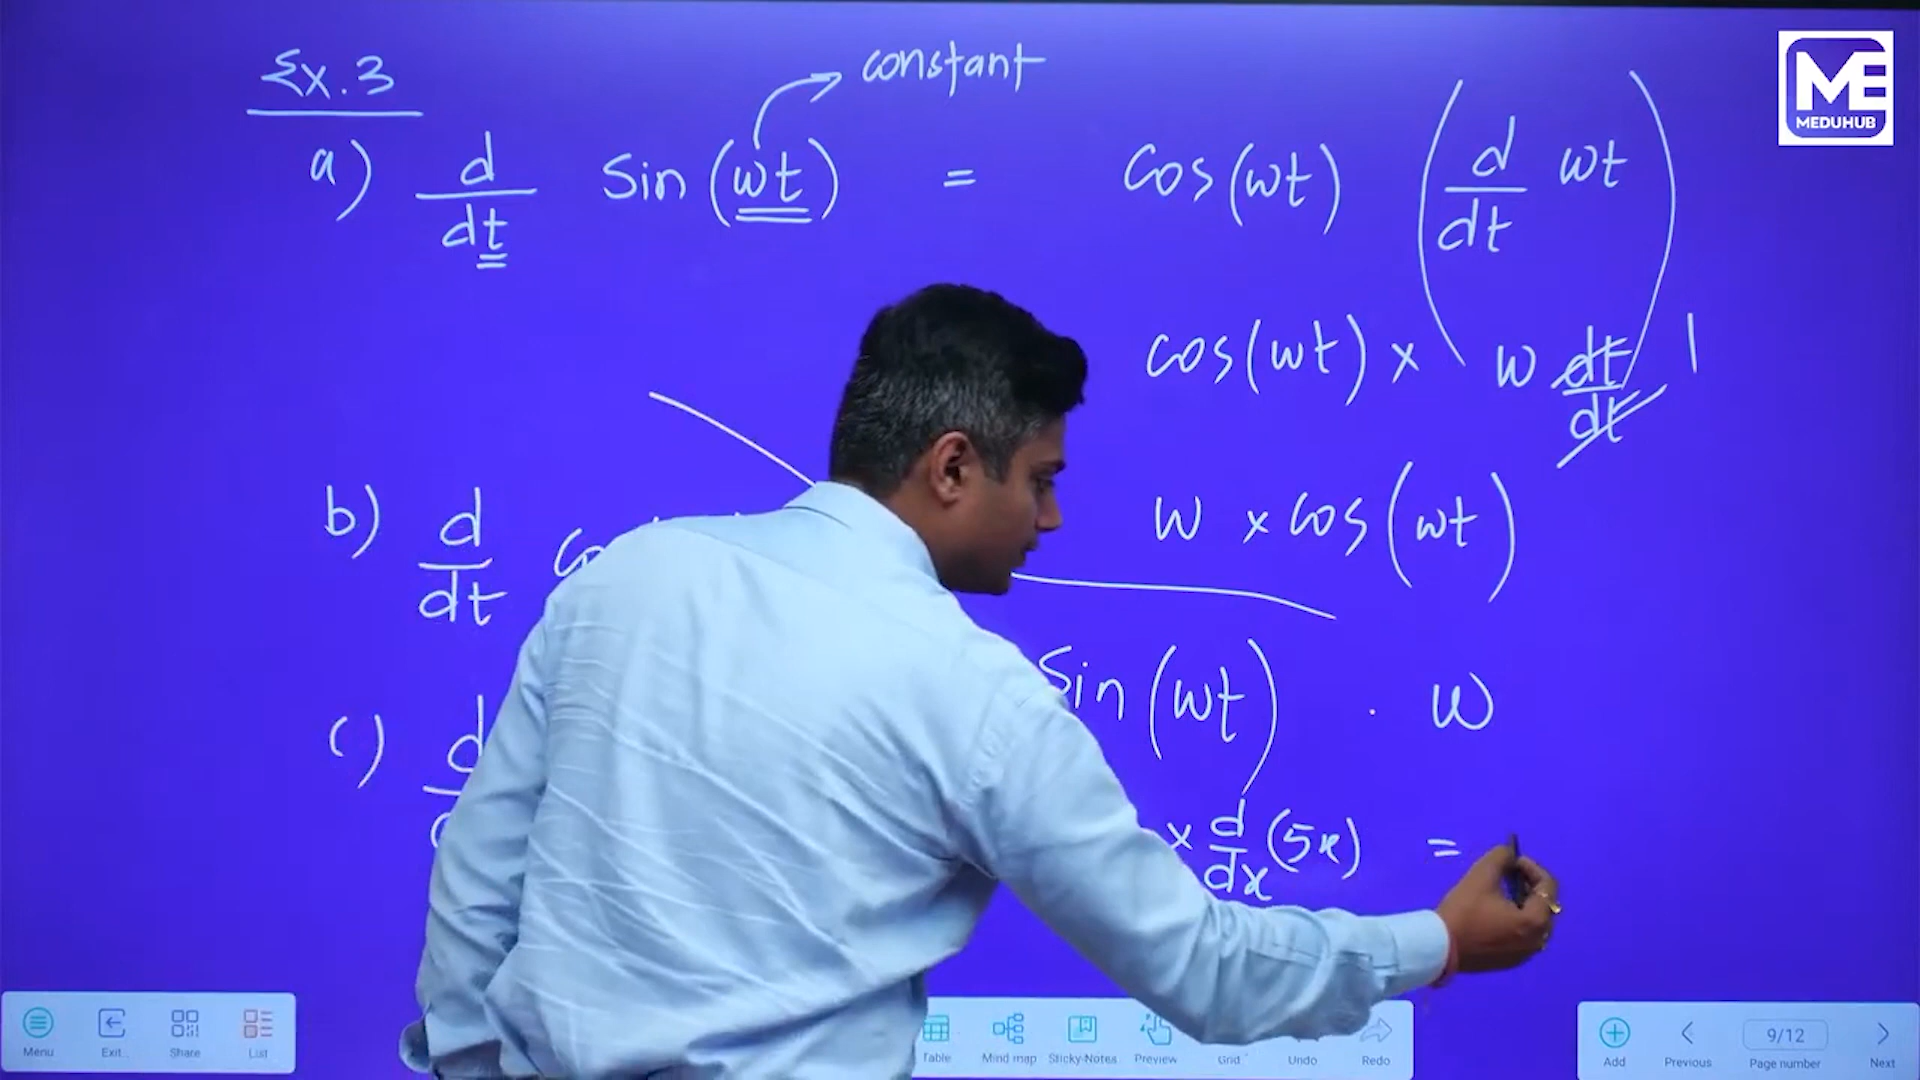 Ex.3
constant
a) d/dt sin (wt) = cos(wt) (d/dt wt)
cos(wt) x w dt/dt 1
w x cos (wt)
b) d/dt
sin (wt) . w
c) d
x d/dx (5x) =
ME
MEDUHUB
Menu Exit Share List
Table Mind map Sticky-Notes Preview Grid Undo Redo
Add Previous 9/12 Page number Next